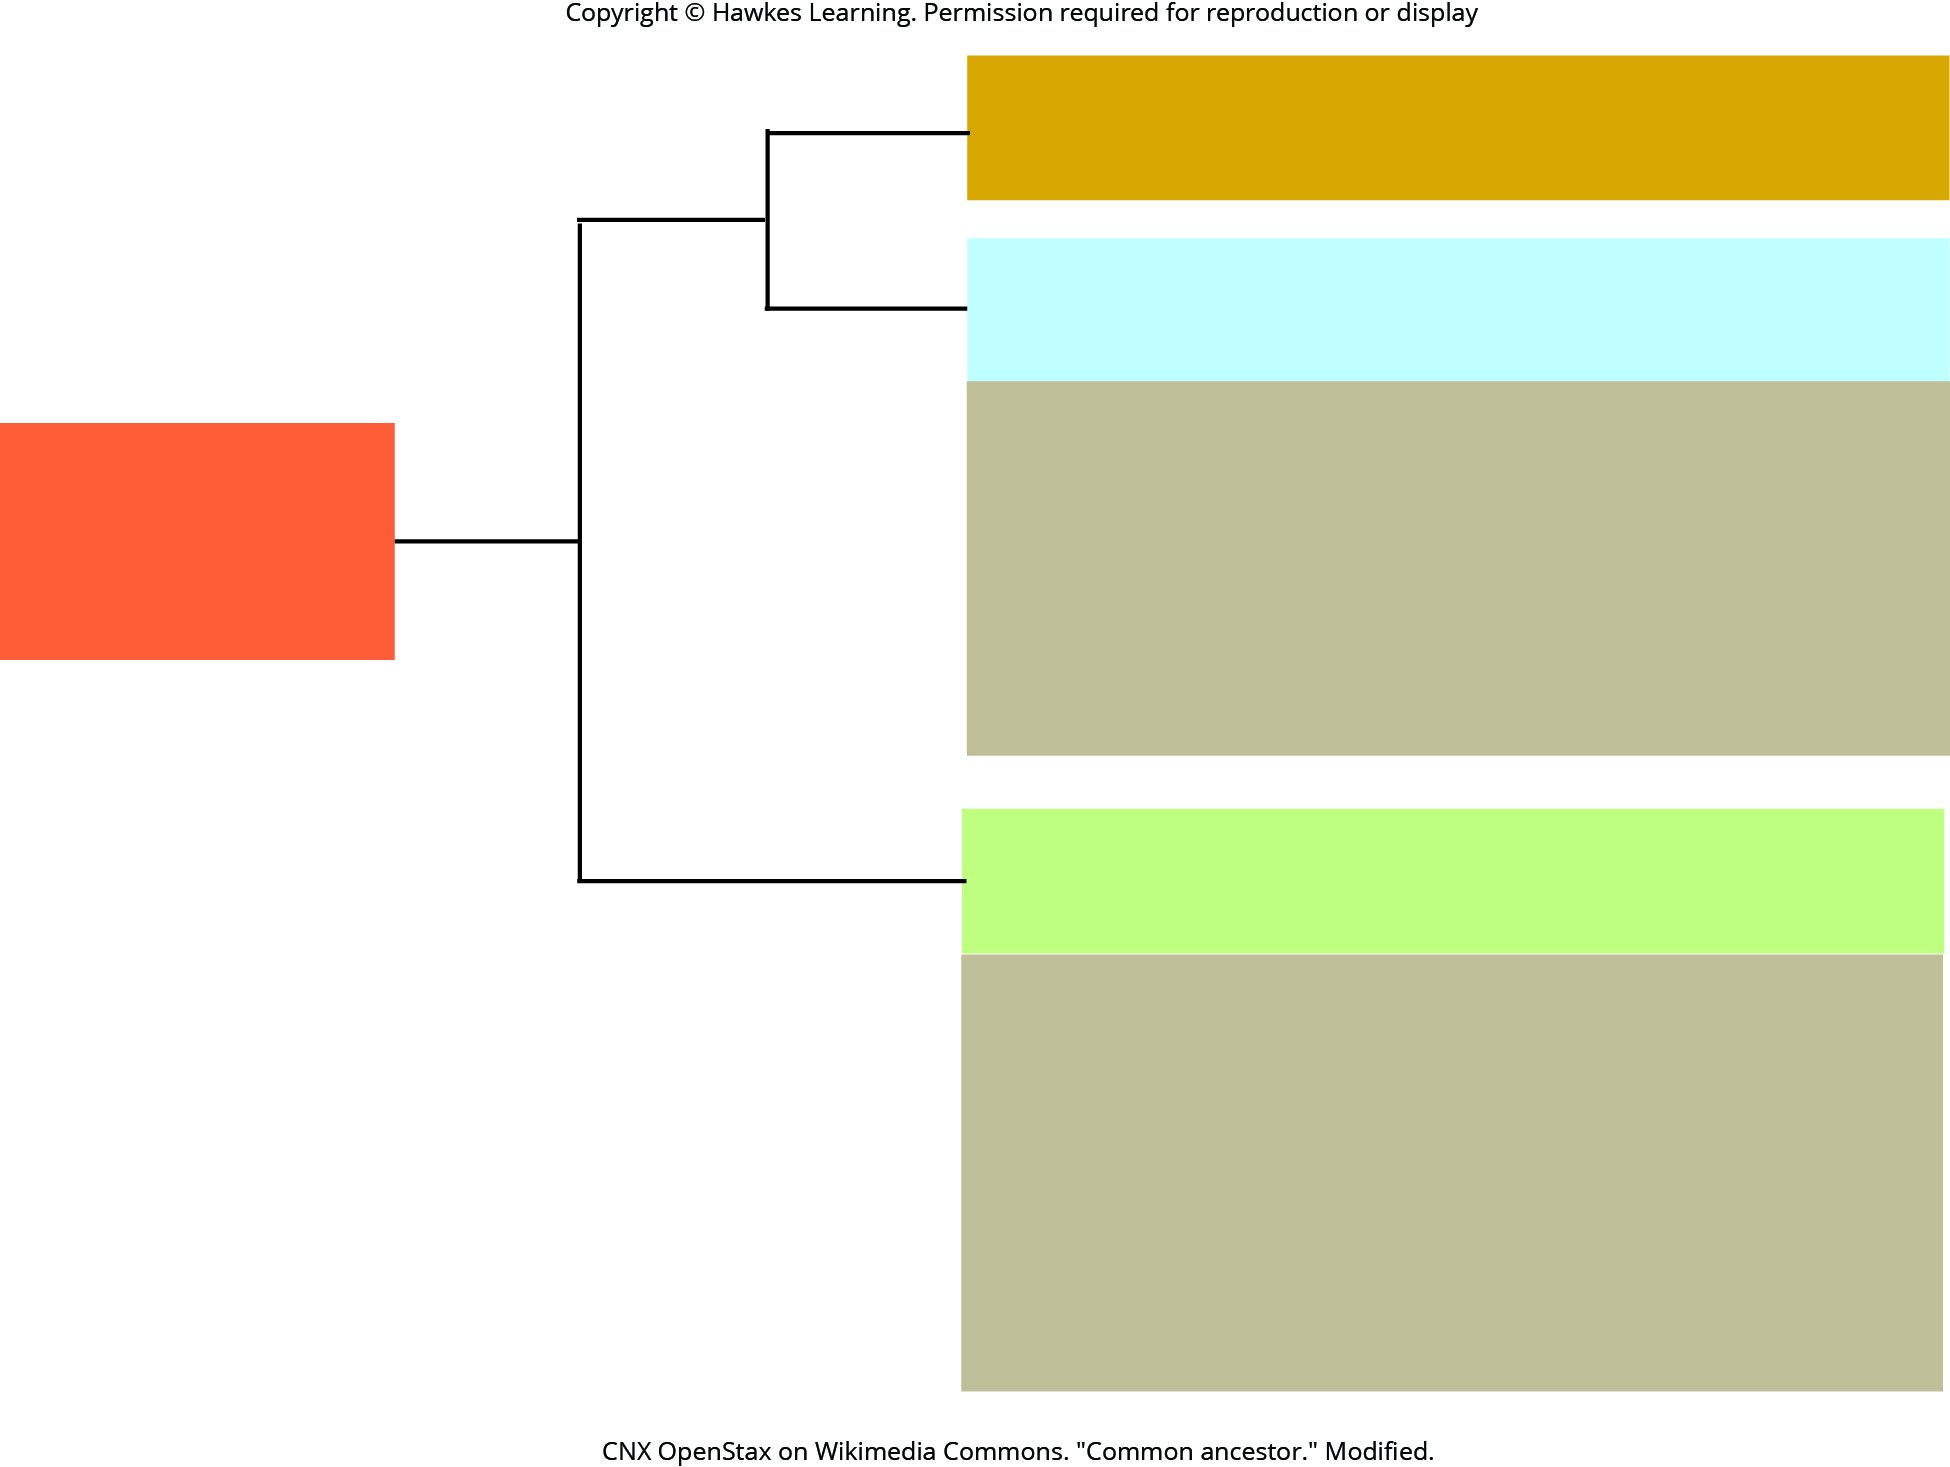 Copyright © Hawkes Learning. Permission required for reproduction or display
CNX OpenStax on Wikimedia Commons. "Common ancestor." Modified.